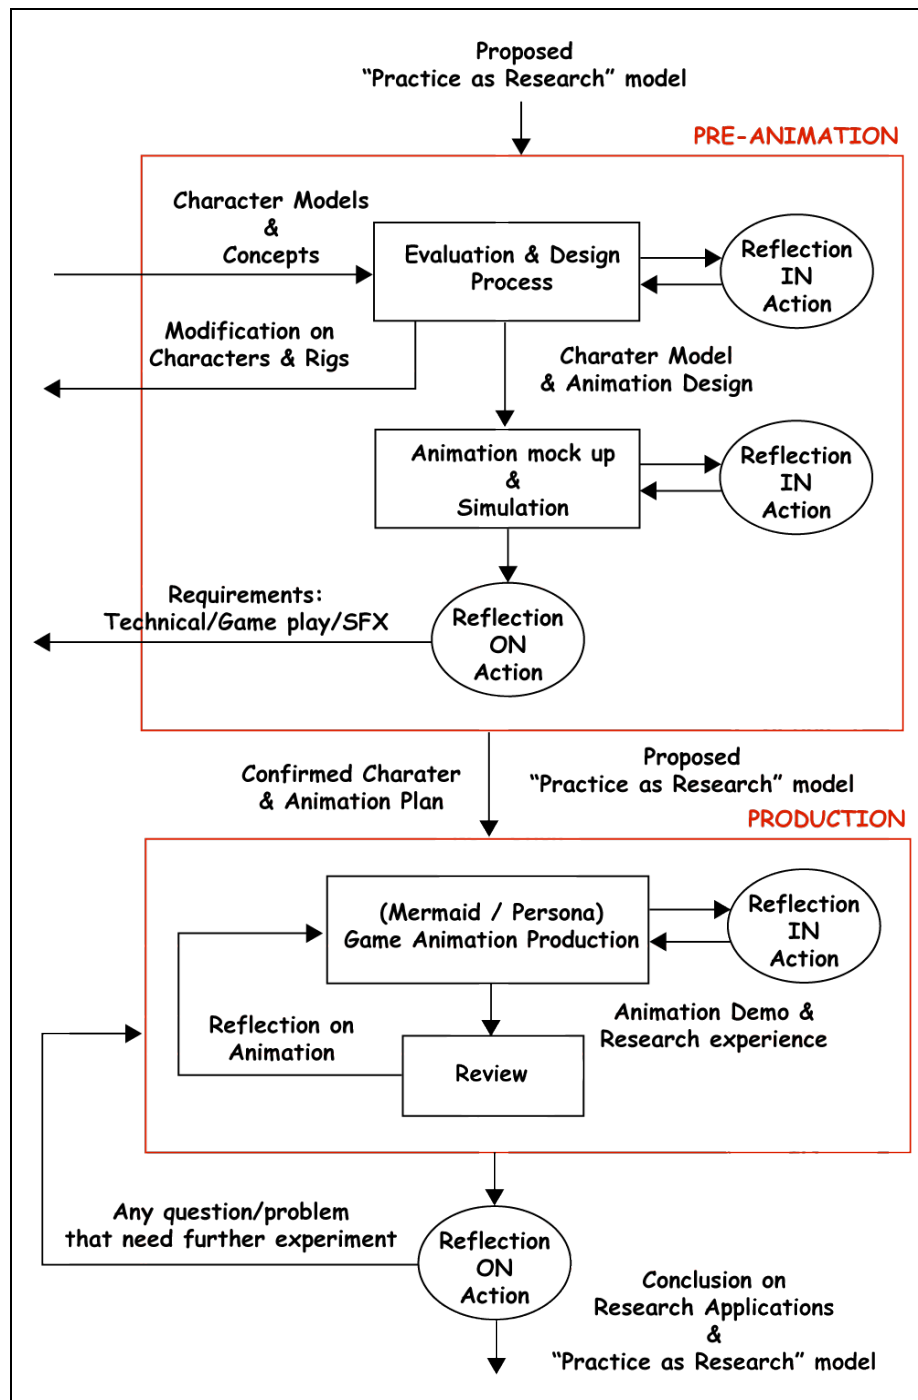 Proposed
“Practice as Research” model
PRE-ANIMATION
Character Models
&
Concepts
Evaluation & Design
Process
Reflection
IN
Action
Modification on
Characters & Rigs
Charater Model
& Animation Design
Animation mock up
&
Simulation
Reflection
IN
Action
Requirements:
Technical/Game play/SFX
Reflection
ON
Action
Confirmed Charater
& Animation Plan
Proposed
“Practice as Research” model
PRODUCTION
(Mermaid / Persona)
Game Animation Production
Reflection
IN
Action
Reflection on
Animation
Animation Demo &
Research experience
Review
Any question/problem
that need further experiment
Reflection
ON
Action
Conclusion on
Research Applications
&
“Practice as Research” model